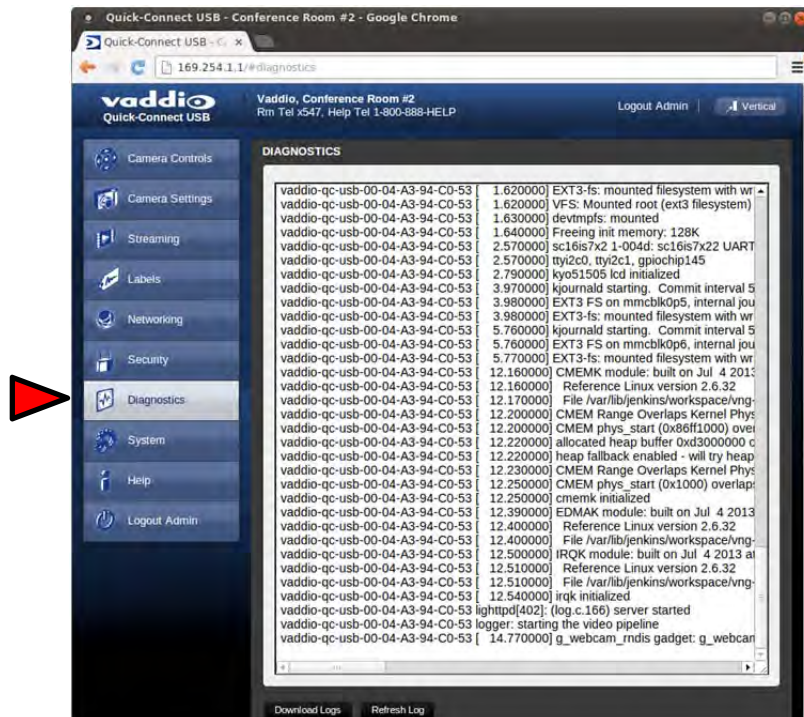 Quick-Connect USB - Conference Room #2 - Google Chrome
Quick-Connect USB - C
169.254.1.1/#diagnostics
vaddio
Quick-Connect USB
Vaddio, Conference Room #2
Rm Tel x547, Help Tel 1-800-888-HELP
Logout Admin
Vertical
Camera Controls
Camera Settings
Streaming
Labels
Networking
Security
Diagnostics
System
Help
Logout Admin
DIAGNOSTICS
vaddio-qc-usb-00-04-A3-94-C0-53 [ 1.620000] EXT3-fs: mounted filesystem with wr
vaddio-qc-usb-00-04-A3-94-C0-53 [ 1.620000] VFS: Mounted root (ext3 filesystem)
vaddio-qc-usb-00-04-A3-94-C0-53 [ 1.630000] devtmpfs: mounted
vaddio-qc-usb-00-04-A3-94-C0-53 [ 1.640000] Freeing init memory: 128K
vaddio-qc-usb-00-04-A3-94-C0-53 [ 2.570000] sc16is7x2 1-004d: sc16is7x22 UART
vaddio-qc-usb-00-04-A3-94-C0-53 [ 2.570000] ttyi2c0, ttyi2c1, gpiochip145
vaddio-qc-usb-00-04-A3-94-C0-53 [ 2.790000] kyo51505 lcd initialized
vaddio-qc-usb-00-04-A3-94-C0-53 [ 3.970000] kjournald starting. Commit interval 5
vaddio-qc-usb-00-04-A3-94-C0-53 [ 3.980000] EXT3 FS on mmcblk0p5, internal jou
vaddio-qc-usb-00-04-A3-94-C0-53 [ 3.980000] EXT3-fs: mounted filesystem with wr
vaddio-qc-usb-00-04-A3-94-C0-53 [ 5.760000] kjournald starting. Commit interval 5
vaddio-qc-usb-00-04-A3-94-C0-53 [ 5.760000] EXT3 FS on mmcblk0p6, internal jou
vaddio-qc-usb-00-04-A3-94-C0-53 [ 5.770000] EXT3-fs: mounted filesystem with wr
vaddio-qc-usb-00-04-A3-94-C0-53 [ 12.160000] CMEMK module: built on Jul 4 2013
vaddio-qc-usb-00-04-A3-94-C0-53 [ 12.160000] Reference Linux version 2.6.32
vaddio-qc-usb-00-04-A3-94-C0-53 [ 12.170000] File /var/lib/jenkins/workspace/vng-
vaddio-qc-usb-00-04-A3-94-C0-53 [ 12.200000] CMEM Range Overlaps Kernel Phys
vaddio-qc-usb-00-04-A3-94-C0-53 [ 12.200000] CMEM phys_start (0x86ff1000) over
vaddio-qc-usb-00-04-A3-94-C0-53 [ 12.220000] allocated heap buffer 0xd3000000 o
vaddio-qc-usb-00-04-A3-94-C0-53 [ 12.220000] heap fallback enabled - will try heap
vaddio-qc-usb-00-04-A3-94-C0-53 [ 12.230000] CMEM Range Overlaps Kernel Phys
vaddio-qc-usb-00-04-A3-94-C0-53 [ 12.250000] CMEM phys_start (0x1000) overlap
vaddio-qc-usb-00-04-A3-94-C0-53 [ 12.250000] cmemk initialized
vaddio-qc-usb-00-04-A3-94-C0-53 [ 12.390000] EDMAK module: built on Jul 4 2013
vaddio-qc-usb-00-04-A3-94-C0-53 [ 12.400000] Reference Linux version 2.6.32
vaddio-qc-usb-00-04-A3-94-C0-53 [ 12.400000] File /var/lib/jenkins/workspace/vng-
vaddio-qc-usb-00-04-A3-94-C0-53 [ 12.500000] IRQK module: built on Jul 4 2013 at
vaddio-qc-usb-00-04-A3-94-C0-53 [ 12.510000] Reference Linux version 2.6.32
vaddio-qc-usb-00-04-A3-94-C0-53 [ 12.510000] File /var/lib/jenkins/workspace/vng-
vaddio-qc-usb-00-04-A3-94-C0-53 [ 12.540000] irqk initialized
vaddio-qc-usb-00-04-A3-94-C0-53 lighttpd[402]: (log.c.166) server started
vaddio-qc-usb-00-04-A3-94-C0-53 logger: starting the video pipeline
vaddio-qc-usb-00-04-A3-94-C0-53 [ 14.770000] g_webcam_rndis gadget: g_webcan
Download Logs
Refresh Log